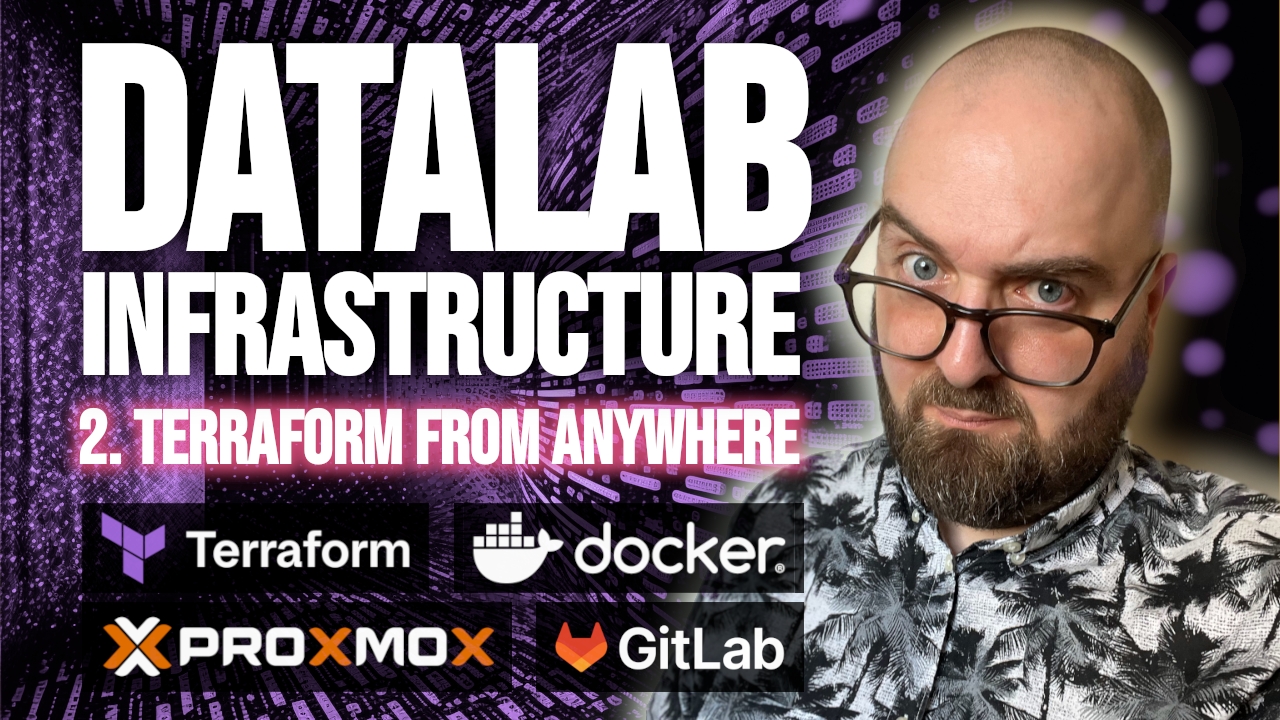 DATALAB
INFRASTRUCTURE
2. TERRAFORM FROM ANYWHERE
Terraform
docker®
PROXMOX
GitLab